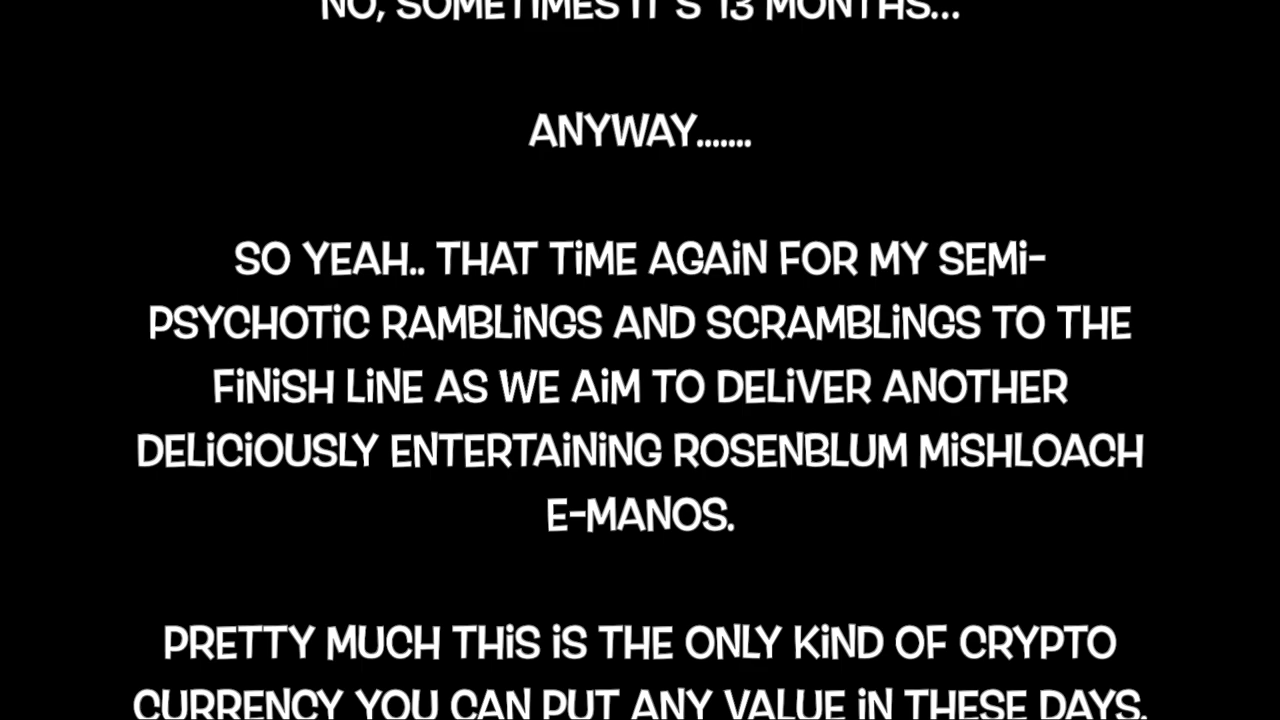 NO, SOMETIMES IT'S 13 MONTHS...
ANYWAY.......
SO YEAH.. THAT TIME AGAIN FOR MY SEMI-
PSYCHOTIC RAMBLINGS AND SCRAMBLINGS TO THE
FINISH LINE AS WE AIM TO DELIVER ANOTHER
DELICIOUSLY ENTERTAINING ROSENBLUM MISHLOACH
E-MANOS.
PRETTY MUCH THIS IS THE ONLY KIND OF CRYPTO
CURRENCY YOU CAN PUT ANY VALUE IN THESE DAYS.